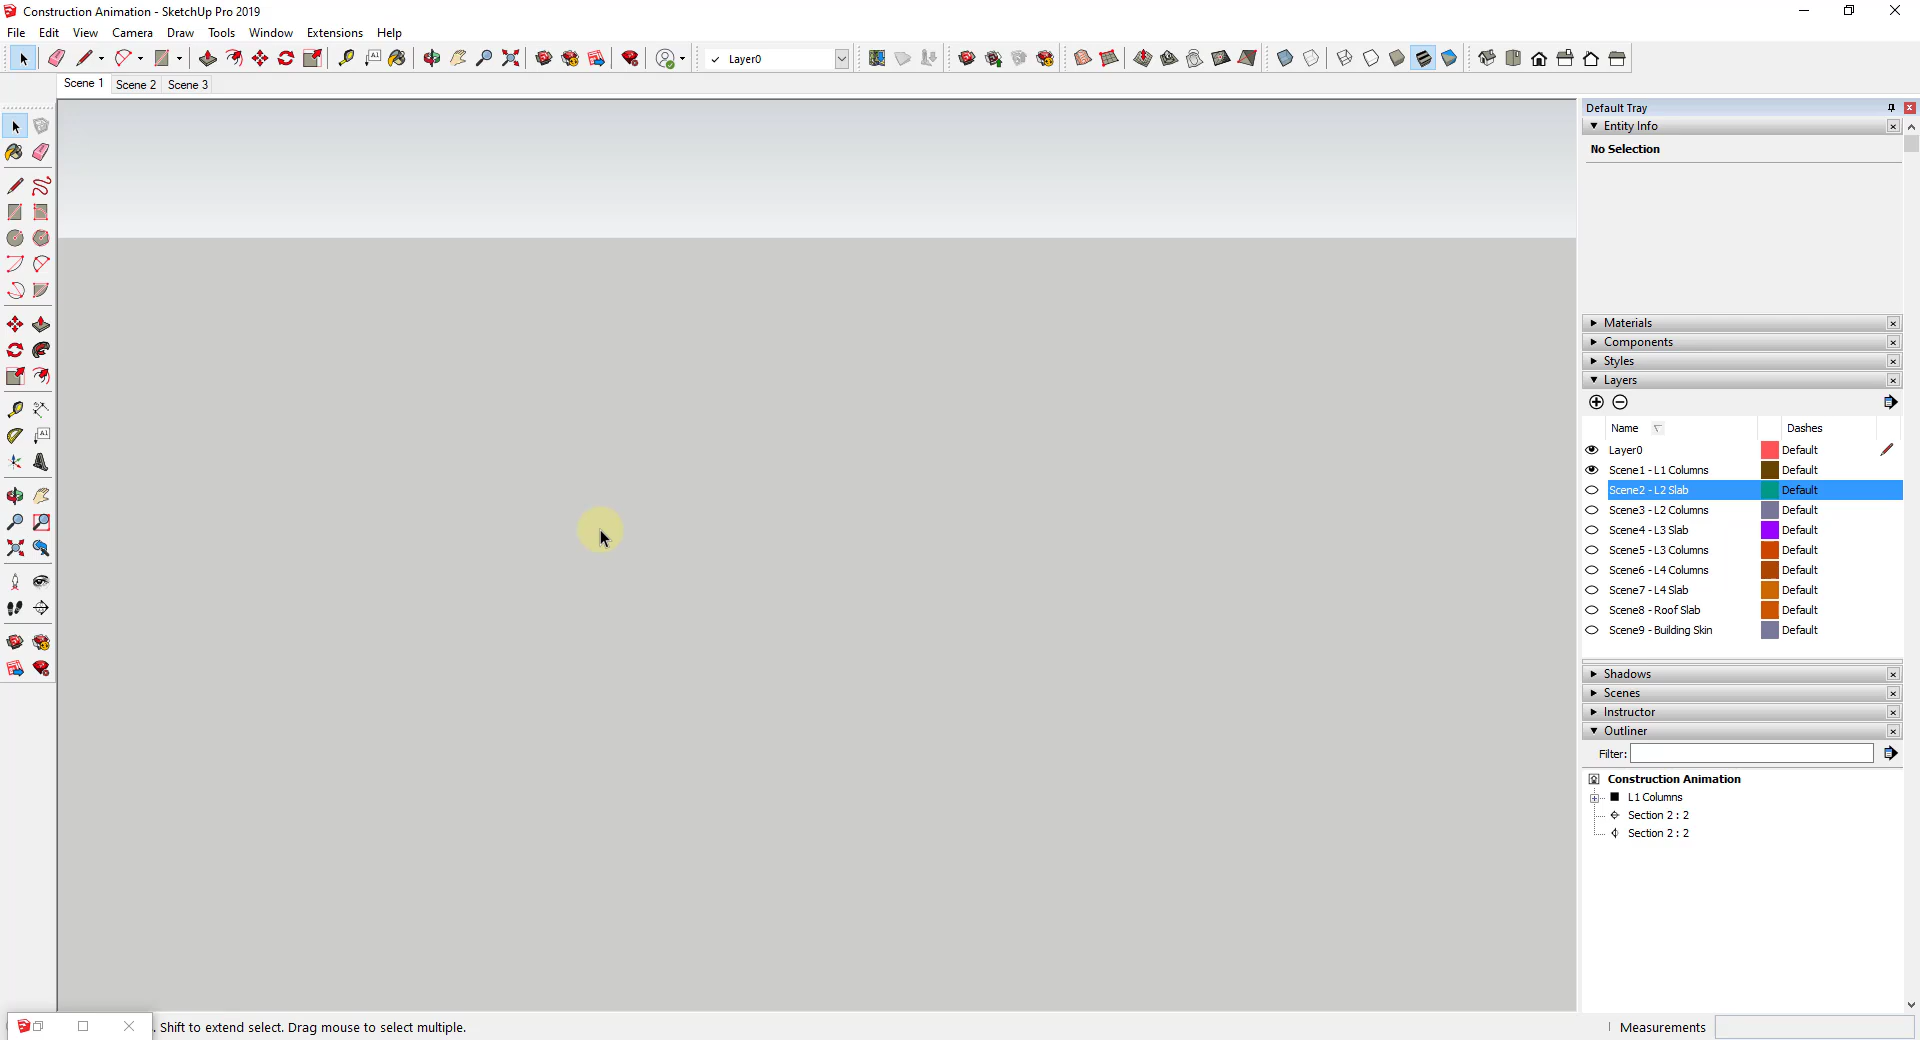 Construction Animation - SketchUp Pro 2019
File Edit View Camera Draw Tools Window Extensions Help
A1 ✓ Layer0
Scene 1 Scene 2 Scene 3
Default Tray
Entity Info
No Selection
Materials
Components
Styles
Layers
Name Dashes
Layer0 Default
Scene1 - L1 Columns Default
Scene2 - L2 Slab Default
Scene3 - L2 Columns Default
Scene4 - L3 Slab Default
Scene5 - L3 Columns Default
Scene6 - L4 Columns Default
Scene7 - L4 Slab Default
Scene8 - Roof Slab Default
Scene9 - Building Skin Default
A1
Shadows
Scenes
Instructor
Outliner
Filter:
Construction Animation
L1 Columns
Section 2 : 2
Section 2 : 2
. Shift to extend select. Drag mouse to select multiple.
Measurements